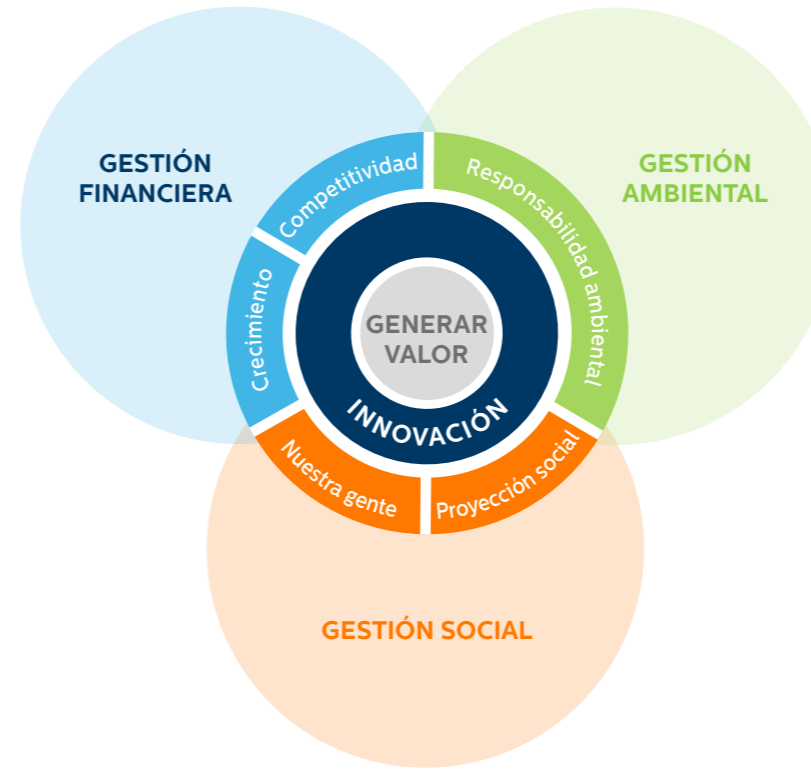 GESTIÓN
FINANCIERA
GESTIÓN
AMBIENTAL
Competitividad
Responsabilidad ambiental
Crecimiento
GENERAR
VALOR
INNOVACIÓN
Nuestra gente
Proyección social
GESTIÓN SOCIAL